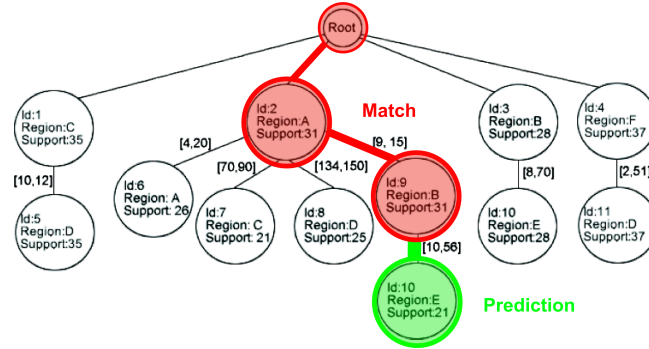 Root
Id:1
Region:C
Support:35
Id:2
Region:A
Support:31
Match
Id:3
Region:B
Support:28
Id:4
Region:F
Support:37
[10,12]
[4,20]
[70,90]
[134,150]
[9, 15]
[8,70]
[2,51]
Id:5
Region:D
Support:35
Id:6
Region: A
Support: 26
Id:7
Region: C
Support:21
Id:8
Region:D
Support:25
Id:9
Region:B
Support:31
Id:10
Region:E
Support:28
Id:11
Region:D
Support:37
[10,56]
Id:10
Region:E
Support:21
Prediction